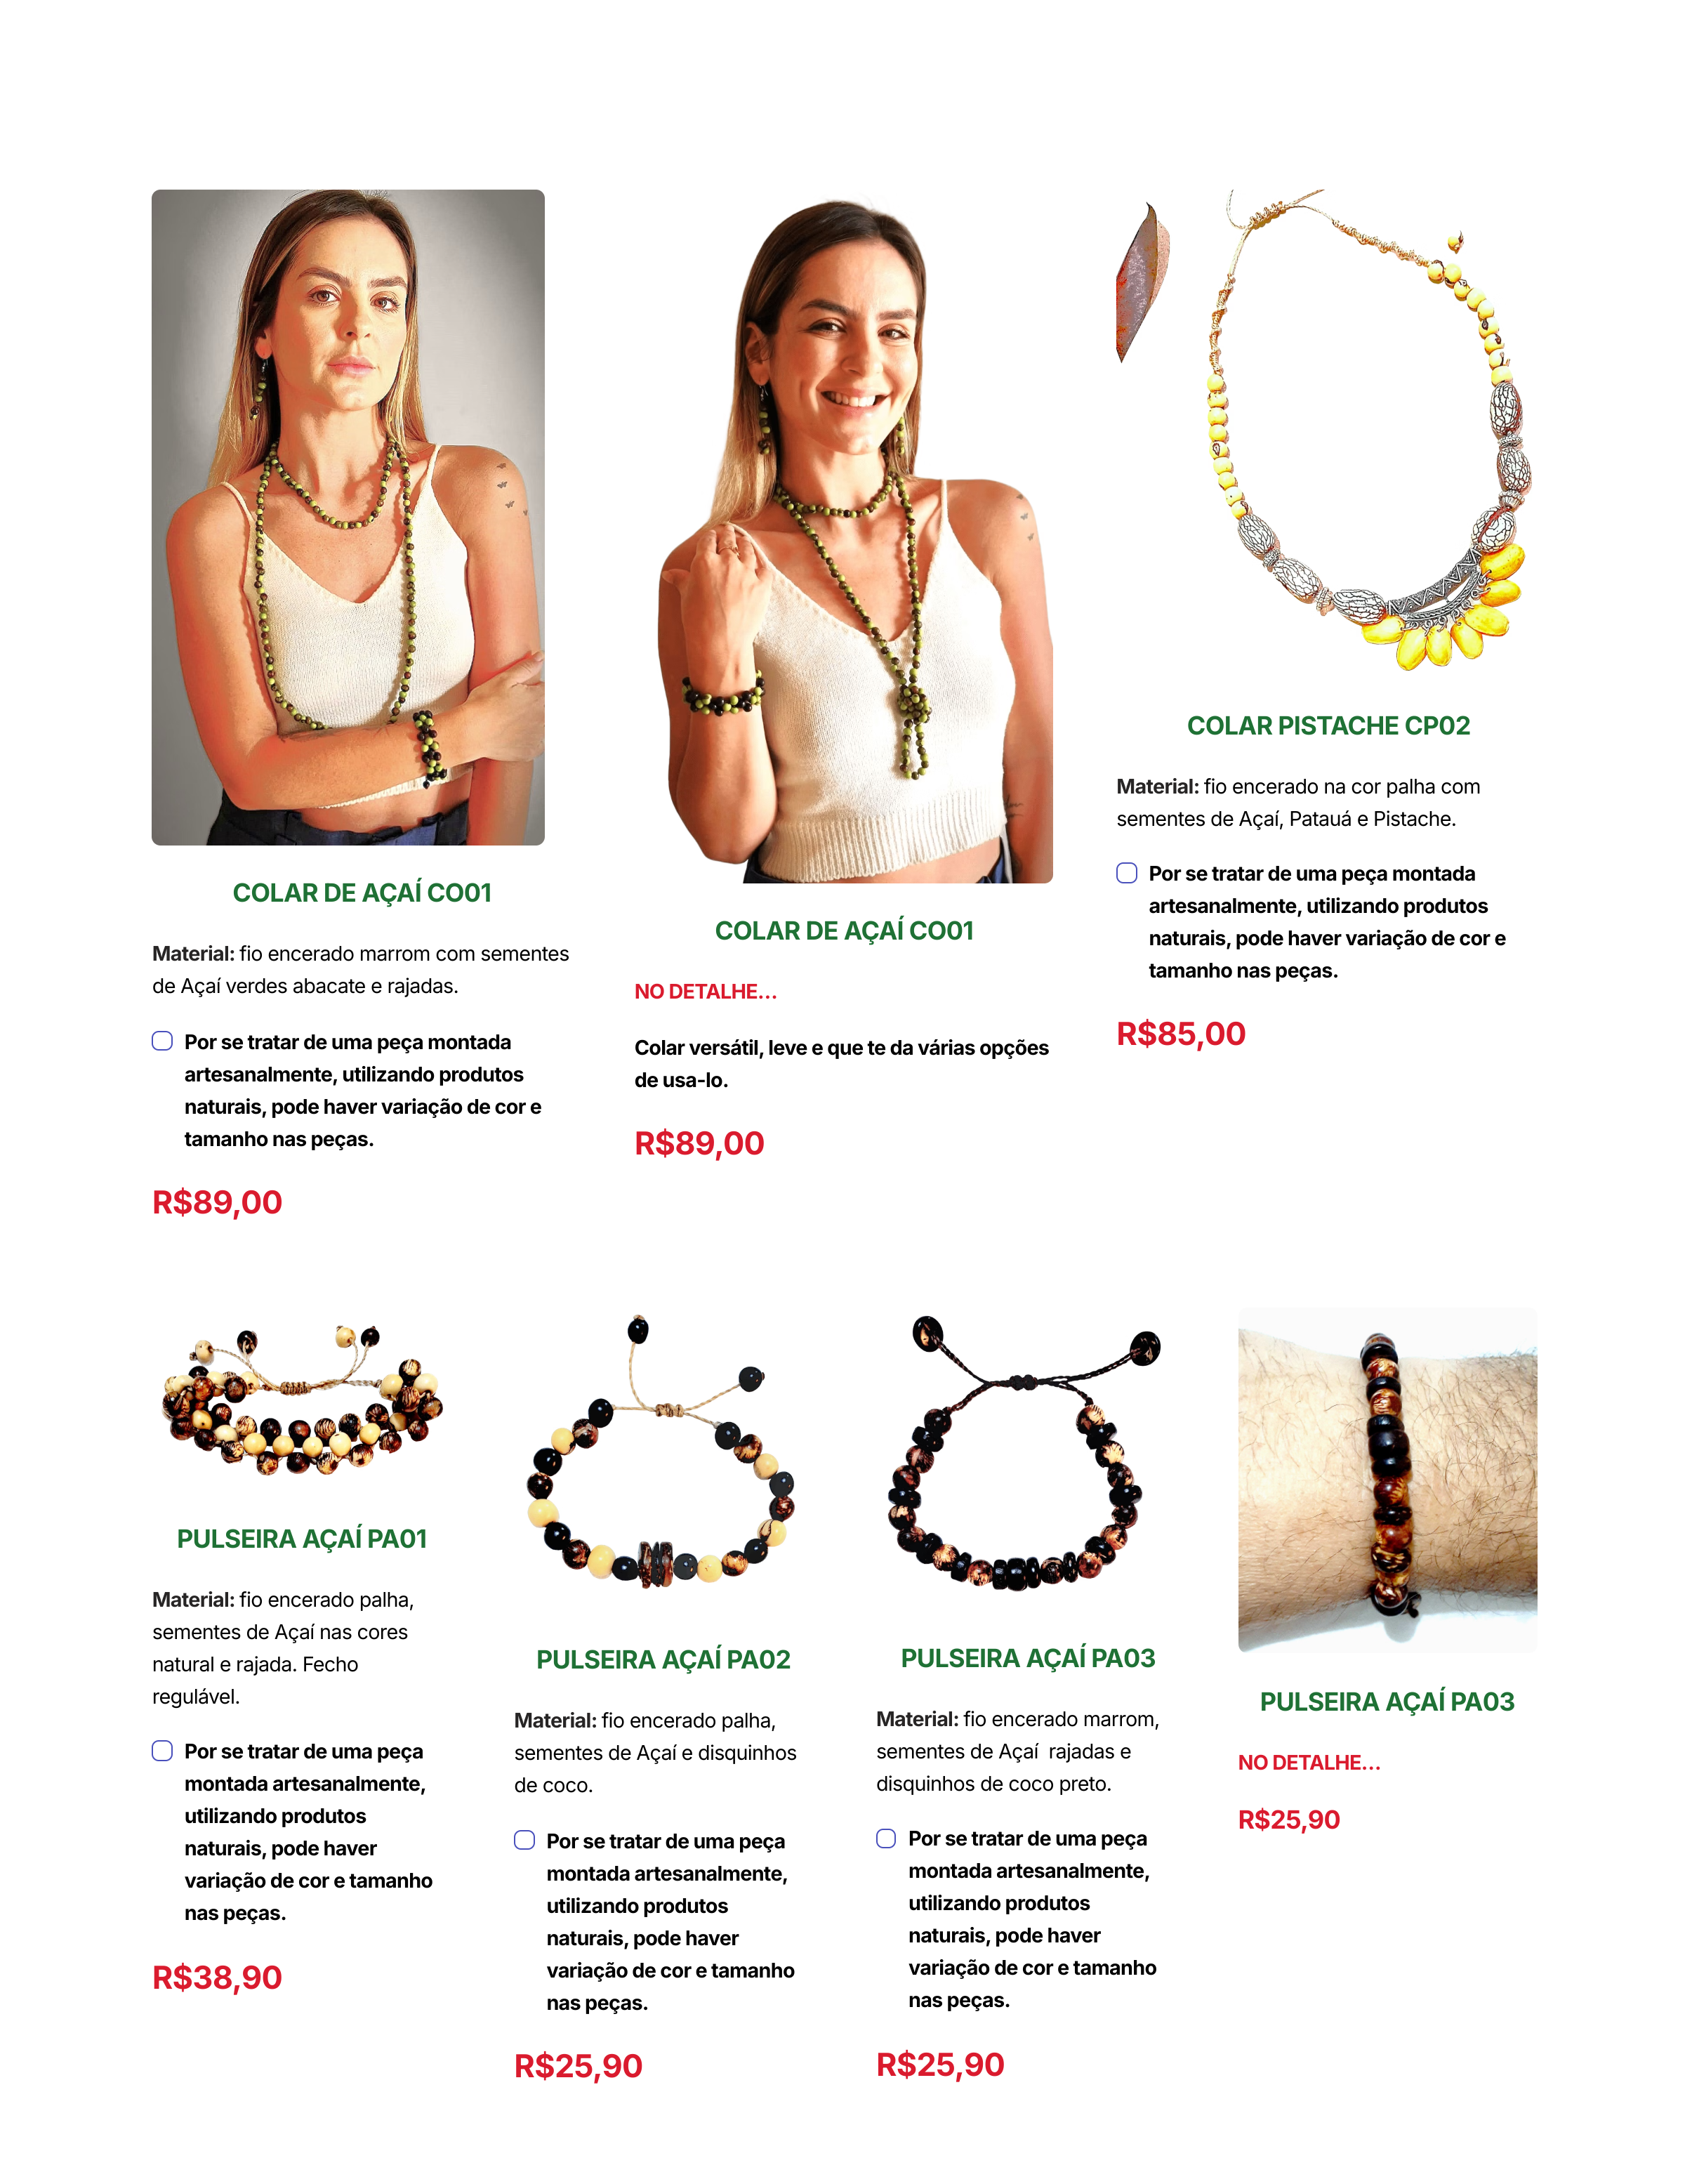 COLAR DE AÇAÍ CO01
Material: fio encerado marrom com sementes
de Açaí verdes abacate e rajadas.
Por se tratar de uma peça montada
artesanalmente, utilizando produtos
naturais, pode haver variação de cor e
tamanho nas peças.
R$89,00
COLAR DE AÇAÍ CO01
NO DETALHE...
Colar versátil, leve e que te da várias opções
de usa-lo.
R$89,00
COLAR PISTACHE CP02
Material: fio encerado na cor palha com
sementes de Açaí, Patauá e Pistache.
Por se tratar de uma peça montada
artesanalmente, utilizando produtos
naturais, pode haver variação de cor e
tamanho nas peças.
R$85,00
PULSEIRA AÇAÍ PA01
Material: fio encerado palha,
sementes de Açaí nas cores
natural e rajada. Fecho
regulável.
Por se tratar de uma peça
montada artesanalmente,
utilizando produtos
naturais, pode haver
variação de cor e tamanho
nas peças.
R$38,90
PULSEIRA AÇAÍ PA02
Material: fio encerado palha,
sementes de Açaí e disquinhos
de coco.
Por se tratar de uma peça
montada artesanalmente,
utilizando produtos
naturais, pode haver
variação de cor e tamanho
nas peças.
R$25,90
PULSEIRA AÇAÍ PA03
Material: fio encerado marrom,
sementes de Açaí  rajadas e
disquinhos de coco preto.
Por se tratar de uma peça
montada artesanalmente,
utilizando produtos
naturais, pode haver
variação de cor e tamanho
nas peças.
R$25,90
PULSEIRA AÇAÍ PA03
NO DETALHE...
R$25,90